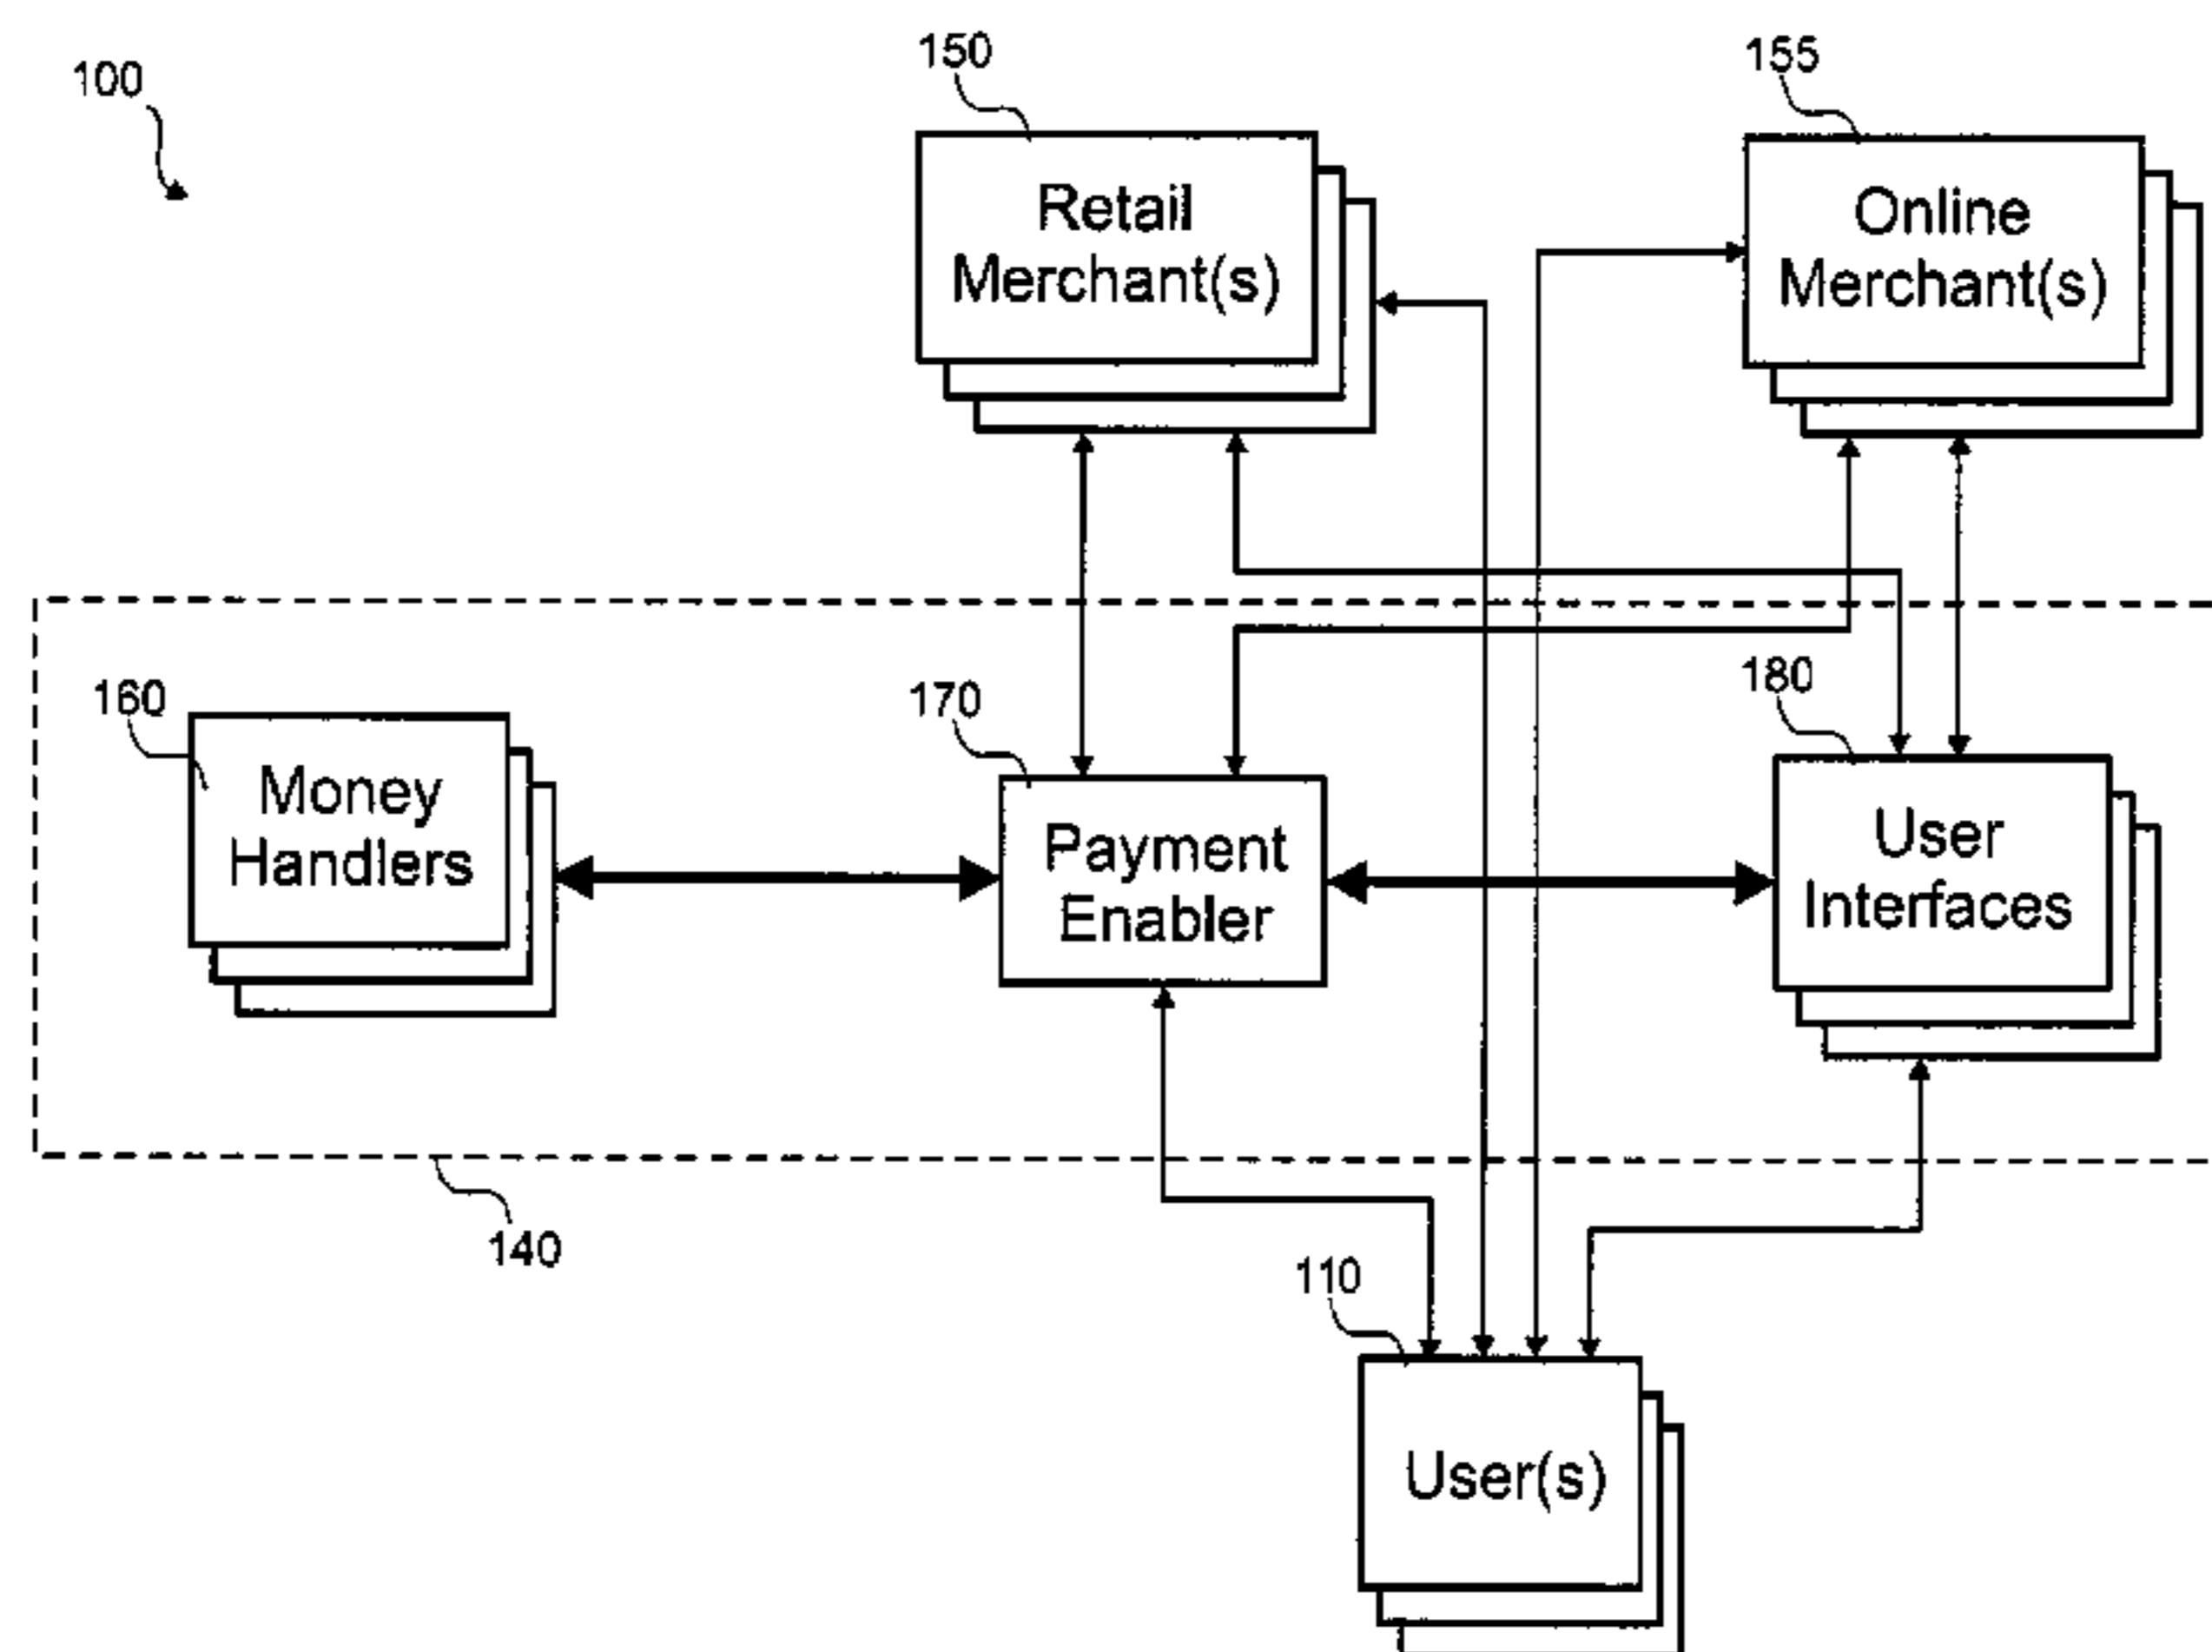 100
150
155
Retail
Merchant(s)
Online
Merchant(s)
160
170
180
Money
Handlers
Payment
Enabler
User
Interfaces
140
110
User(s)